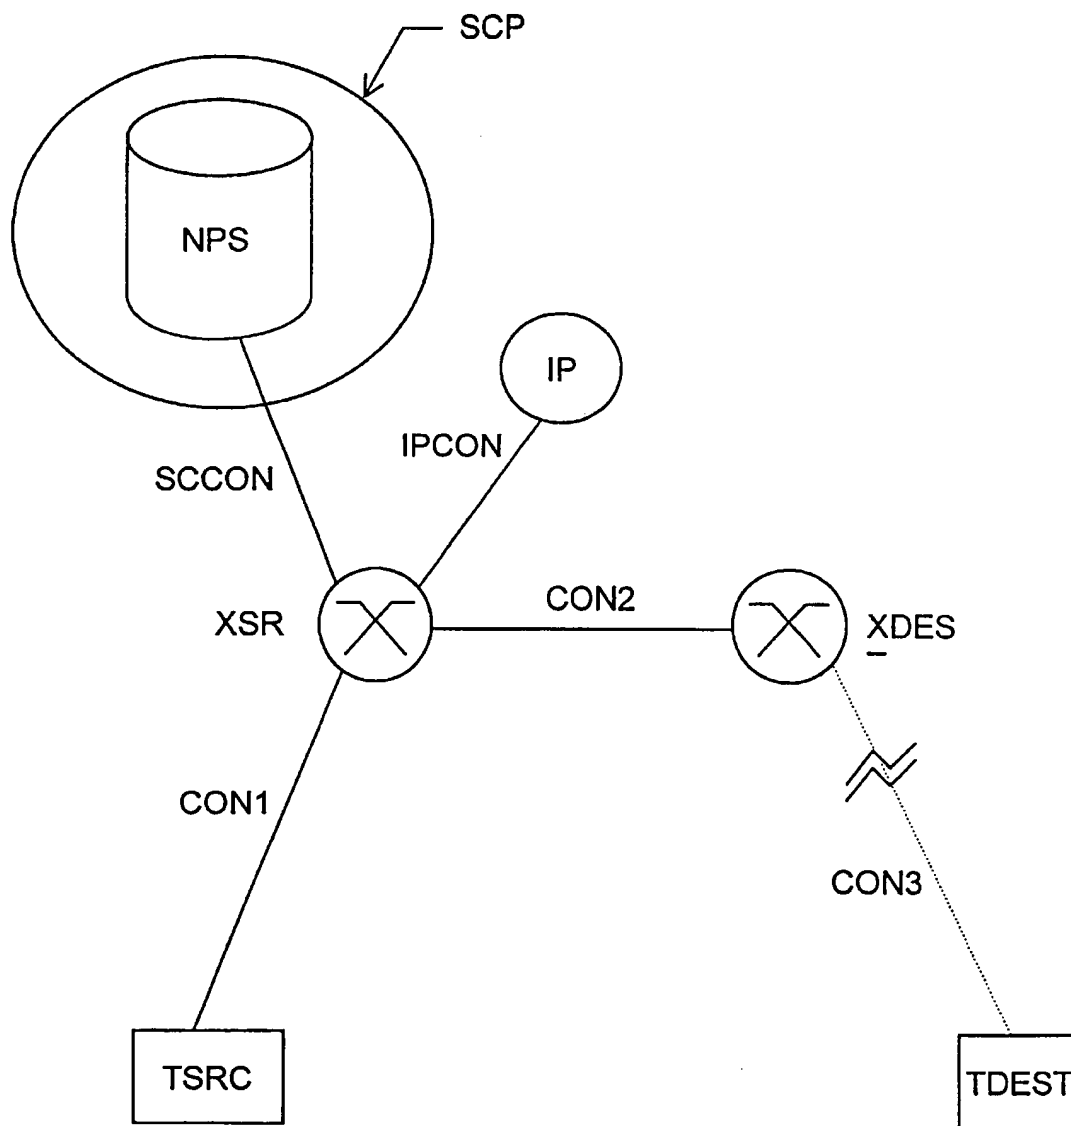 SCP
NPS
IP
IPCON
SCCON
XSR
CON2
XDES
CON1
CON3
TSRC
TDEST